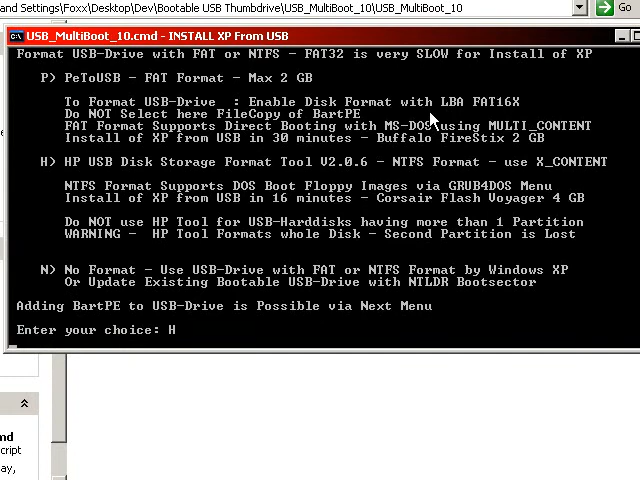 and Settings\Foxx\Desktop\Dev\Bootable USB Thumbdrive\USB_MultiBoot_10\USB_MultiBoot_10
Go
USB_MultiBoot_10.cmd - INSTALL XP From USB
Format USB-Drive with FAT or NTFS - FAT32 is very SLOW for Install of XP
P) PeToUSB - FAT Format - Max 2 GB
To Format USB-Drive : Enable Disk Format with LBA FAT16X
Do NOT Select here FileCopy of BartPE
FAT Format Supports Direct Booting with MS-DOS using MULTI_CONTENT
Install of XP from USB in 30 minutes - Buffalo FireStix 2 GB
H) HP USB Disk Storage Format Tool V2.0.6 - NTFS Format - use X_CONTENT
NTFS Format Supports DOS Boot Floppy Images via GRUB4DOS Menu
Install of XP from USB in 16 minutes - Corsair Flash Voyager 4 GB
Do NOT use HP Tool for USB-Harddisks having more than 1 Partition
WARNING - HP Tool Formats whole Disk - Second Partition is Lost
N) No Format - Use USB-Drive with FAT or NTFS Format by Windows XP
Or Update Existing Bootable USB-Drive with NTLDR Bootsector
Adding BartPE to USB-Drive is Possible via Next Menu
Enter your choice: H
md
cript
ay,